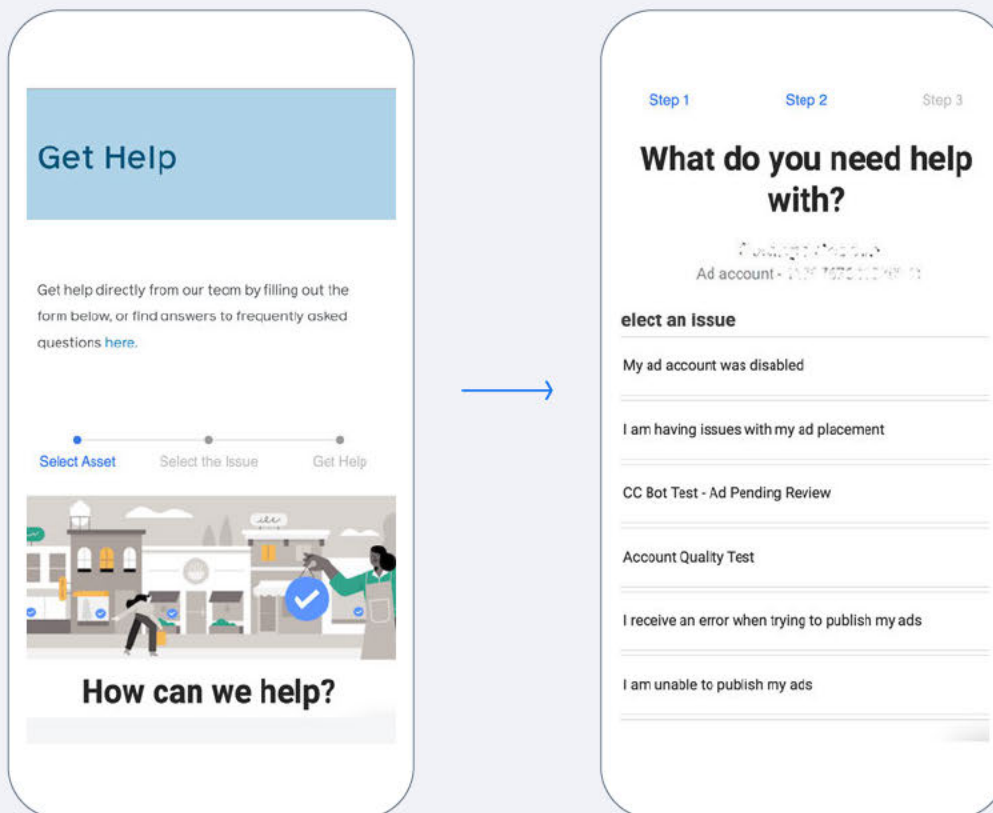 Get Help
Get help directly from our team by filling out the
form below, or find answers to frequently asked
questions here.
Select Asset Select the Issue Get Help
How can we help?
Step 1 Step 2 Step 3
What do you need help
with?
Ad account -
elect an issue
My ad account was disabled
I am having issues with my ad placement
CC Bot Test - Ad Pending Review
Account Quality Test
I receive an error when trying to publish my ads
I am unable to publish my ads